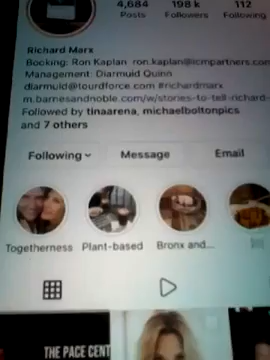 4,684 198 k 112
Posts Followers Following
Richard Marx
Booking: Ron Kaplan ron.kaplan@icmpartners.com
Management: Diarmuid Quinn
diarmuid@tourdforce.com #richardmarx
m.barnesandnoble.com/w/stories-to-tell-richard-
Followed by tinaarena, michaelboltonpics
and 7 others
Following Message Email
Togetherness Plant-based Bronx and...
THE PACE CENT